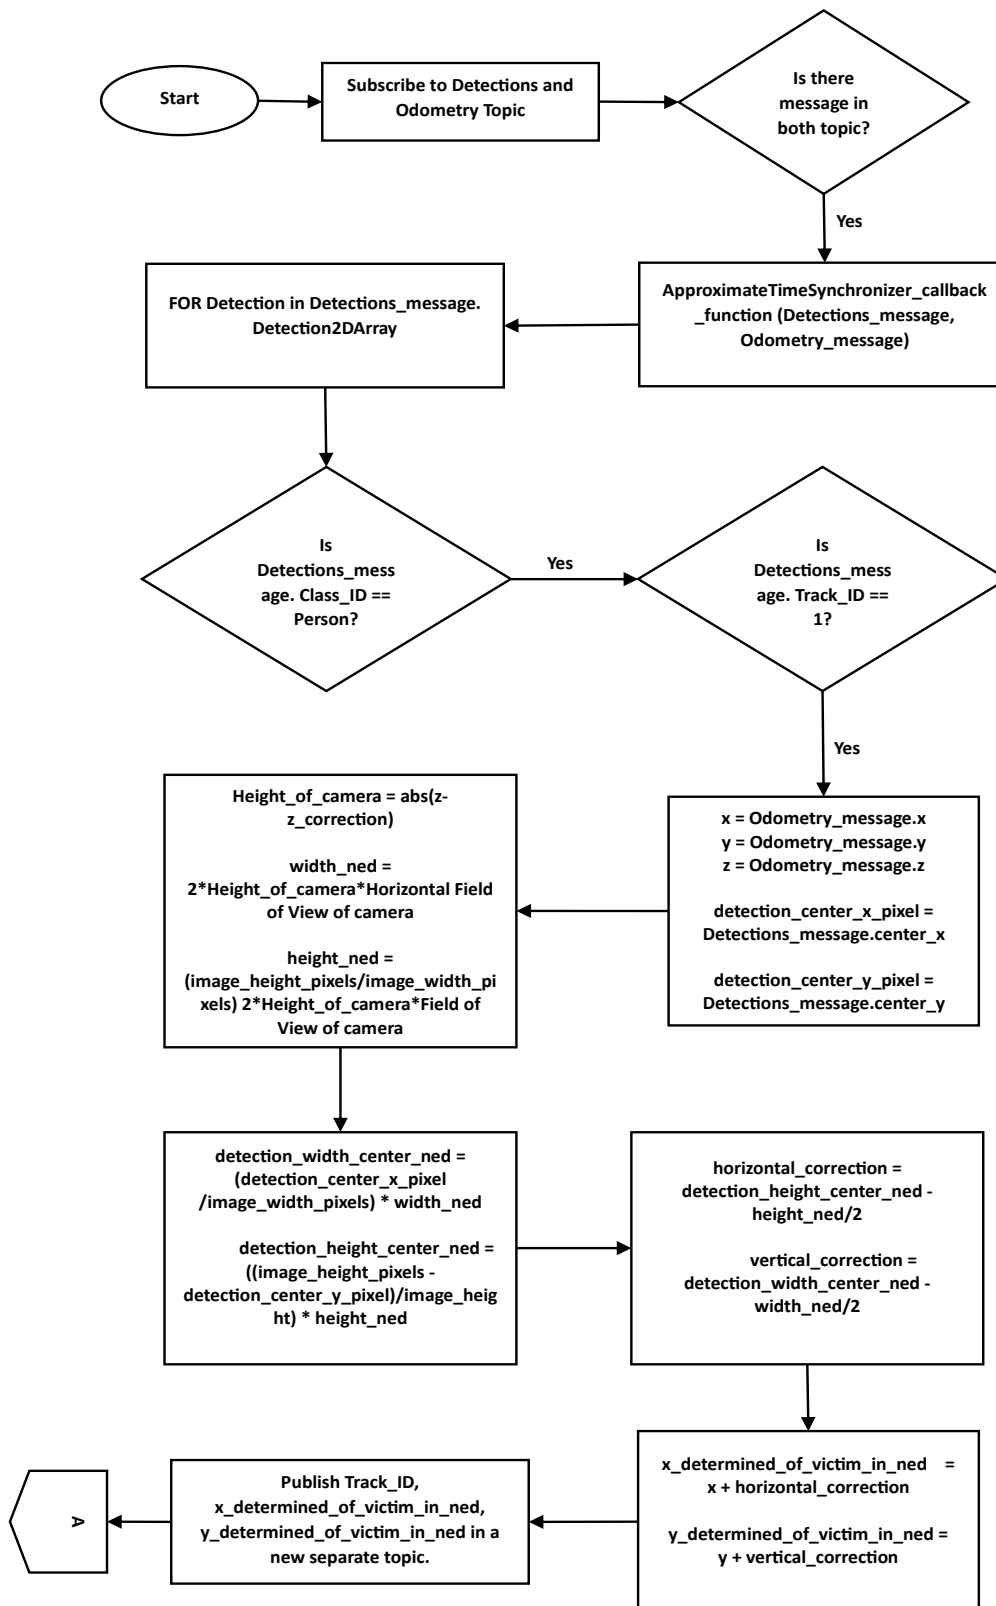 Start
Subscribe to Detections and
Odometry Topic
Is there
message in
both topic?
Yes
ApproximateTimeSynchronizer_callback
_function (Detections_message,
Odometry_message)
FOR Detection in Detections_message.
Detection2DArray
Is
Detections_mess
age. Class_ID ==
Person?
Yes
Is
Detections_mess
age. Track_ID ==
1?
Yes
x = Odometry_message.x
y = Odometry_message.y
z = Odometry_message.z
detection_center_x_pixel =
Detections_message.center_x
detection_center_y_pixel =
Detections_message.center_y
Height_of_camera = abs(z-
z_correction)
width_ned =
2*Height_of_camera*Horizontal Field
of View of camera
height_ned =
(image_height_pixels/image_width_pi
xels) 2*Height_of_camera*Field of
View of camera
detection_width_center_ned =
(detection_center_x_pixel
/image_width_pixels) * width_ned
detection_height_center_ned =
((image_height_pixels -
detection_center_y_pixel)/image_heig
ht) * height_ned
horizontal_correction =
detection_height_center_ned -
height_ned/2
vertical_correction =
detection_width_center_ned -
width_ned/2
x_determined_of_victim_in_ned =
x + horizontal_correction
y_determined_of_victim_in_ned =
y + vertical_correction
Publish Track_ID,
x_determined_of_victim_in_ned,
y_determined_of_victim_in_ned in a
new separate topic.
A